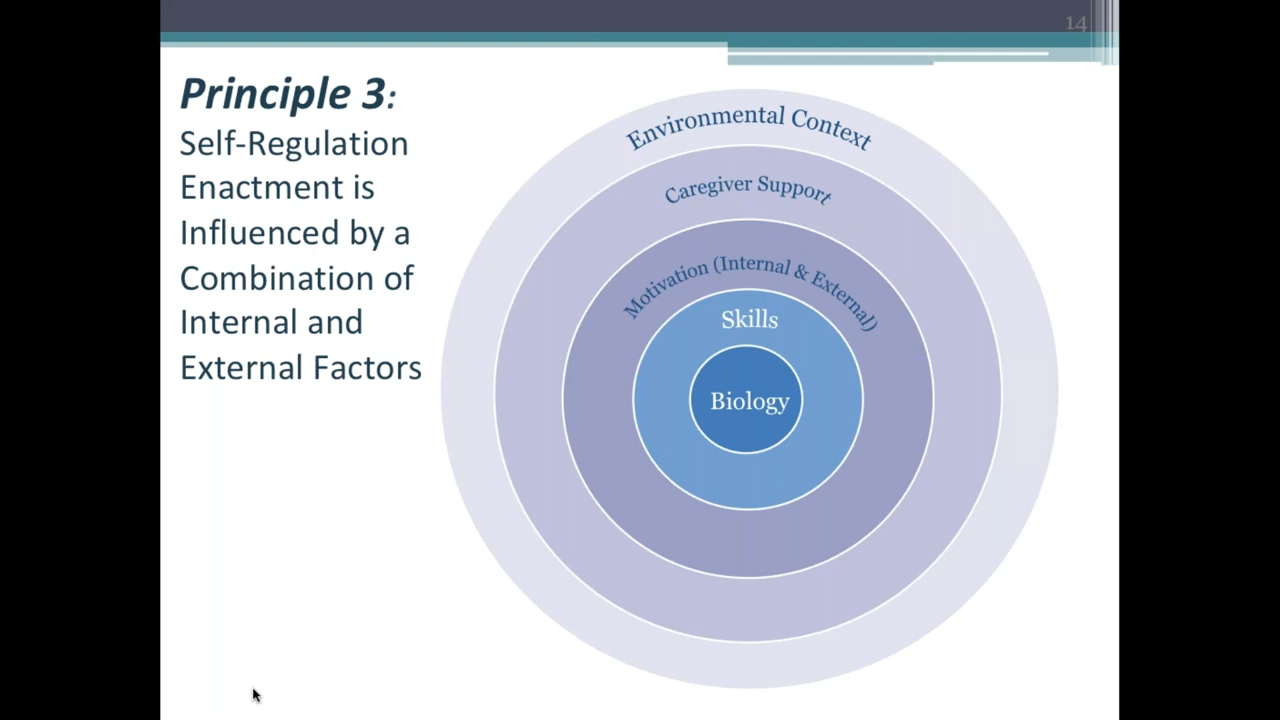 14
Principle 3:
Self-Regulation
Enactment is
Influenced by a
Combination of
Internal and
External Factors
Environmental Context
Caregiver Support
Motivation (Internal & External)
Skills
Biology